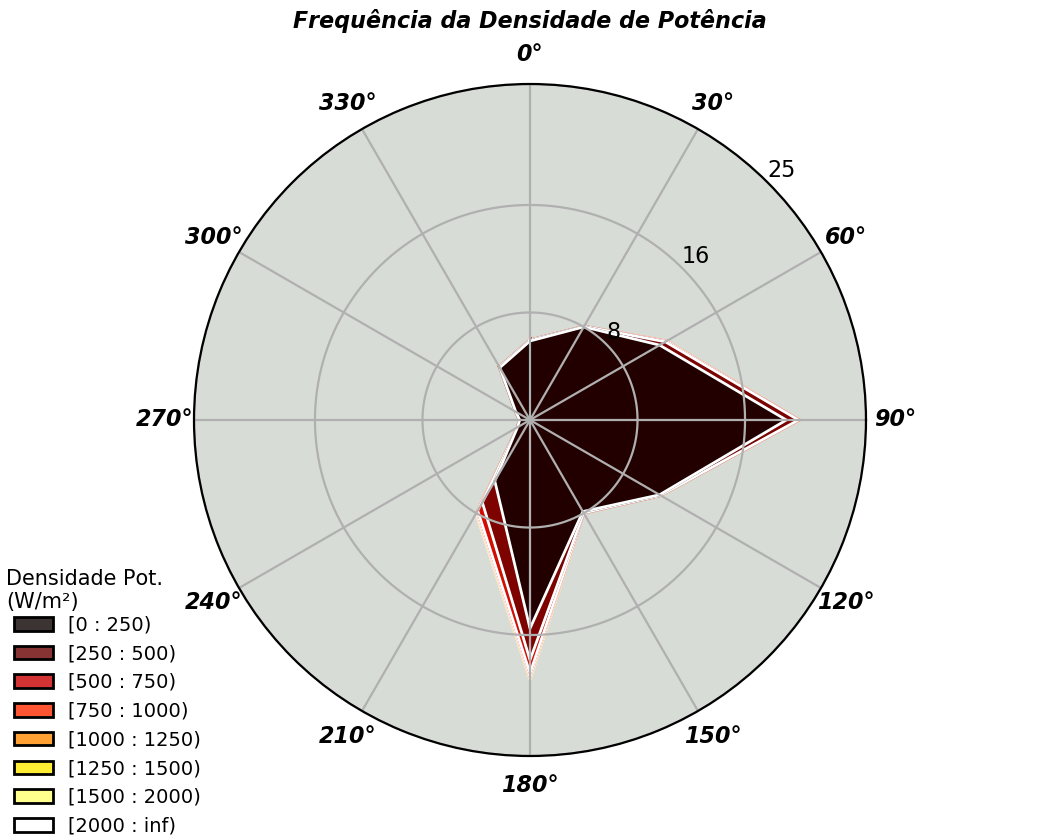 Frequência da Densidade de Potência
0°
330°
30°
25
300°
60°
16
8
270°
90°
240°
120°
210°
150°
180°
Densidade Pot.
(W/m²)
[0 : 250)
[250 : 500)
[500 : 750)
[750 : 1000)
[1000 : 1250)
[1250 : 1500)
[1500 : 2000)
[2000 : inf)